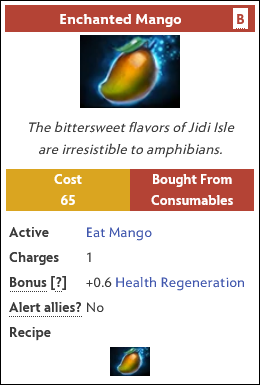 Enchanted Mango B
The bittersweet flavors of Jidi Isle
are irresistible to amphibians.
Cost Bought From
65 Consumables
Active Eat Mango
Charges 1
Bonus [?] +0.6 Health Regeneration
Alert allies? No
Recipe